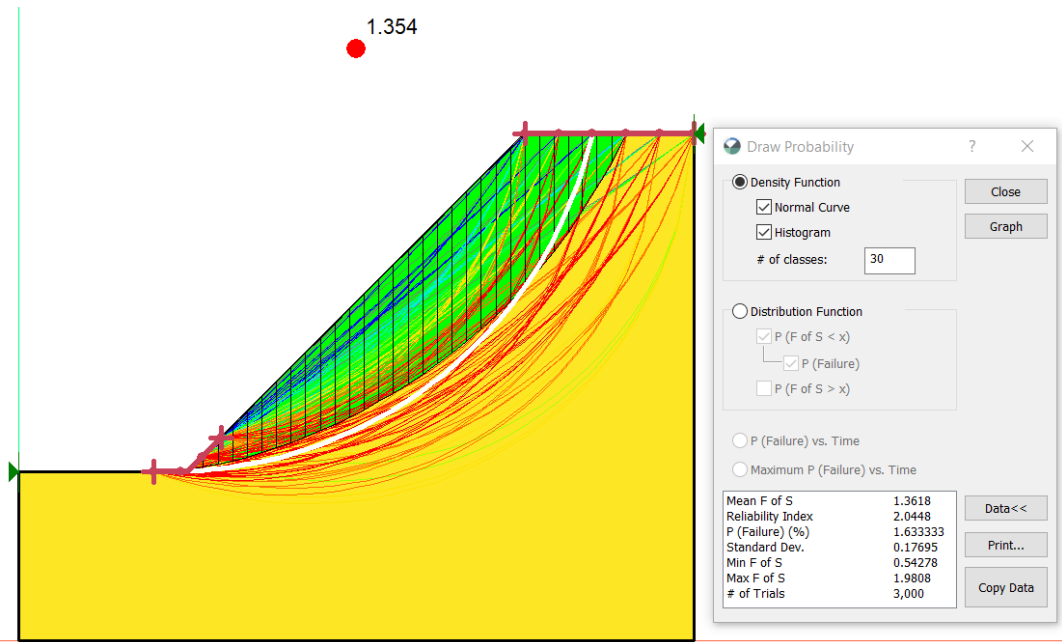 1.354
Draw Probability
Density Function
Normal Curve
Histogram
# of classes: 30
Close
Graph
Distribution Function
P (F of S < x)
P (Failure)
P (F of S > x)
P (Failure) vs. Time
Maximum P (Failure) vs. Time
Mean F of S 1.3618
Reliability Index 2.0448
P (Failure) (%) 1.633333
Standard Dev. 0.17695
Min F of S 0.54278
Max F of S 1.9808
# of Trials 3,000
Data<<
Print...
Copy Data